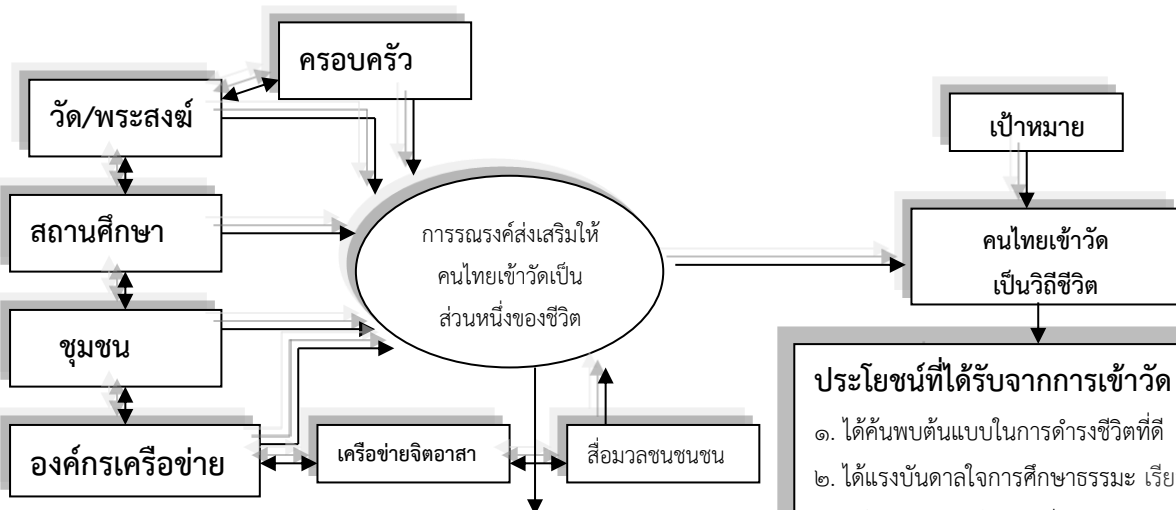 ครอบครัว
วัด/พระสงฆ์
เป้าหมาย
สถานศึกษา
การรณรงค์ส่งเสริมให้
คนไทยเข้าวัดเป็น
ส่วนหนึ่งของชีวิต
คนไทยเข้าวัด
เป็นวิถีชีวิต
ชุมชน
องค์กรเครือข่าย
เครือข่ายจิตอาสา
สื่อมวลชนชนชน
ประโยชน์ที่ได้รับจากการเข้าวัด
๑. ได้ค้นพบต้นแบบในการดำรงชีวิตที่ดี
๒. ได้แรงบันดาลใจการศึกษาธรรมะ เรีย